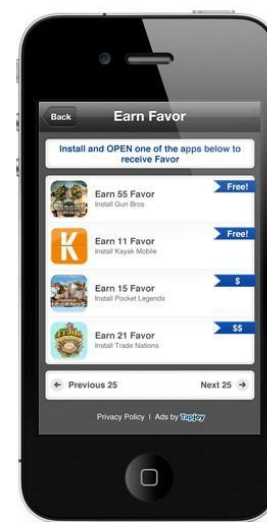 Back
Earn Favor
Install and OPEN one of the apps below to
receive Favor
Free!
Earn 55 Favor
Install Gun Bros.
Free!
K
Earn 11 Favor
Install Kayak Mobile
$
Earn 15 Favor
Install Pocket Legends
LEGENDS
$$
Earn 21 Favor
Install Trade Nations
Previous 25
Next 25
Privacy Policy | Ads by Tapjoy